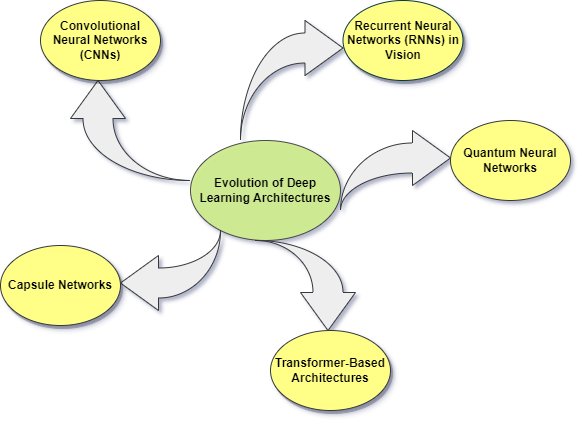 Convolutional
Neural Networks
(CNNs)
Recurrent Neural
Networks (RNNs) in
Vision
Quantum Neural
Networks
Evolution of Deep
Learning Architectures
Capsule Networks
Transformer-Based
Architectures